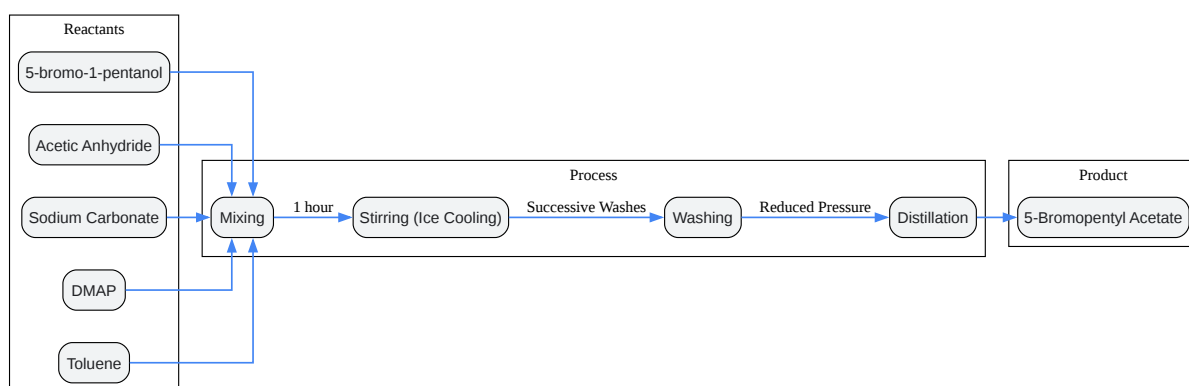 Reactants
5-bromo-1-pentanol
Acetic Anhydride
Sodium Carbonate
DMAP
Toluene
Process
Mixing
1 hour
Stirring (Ice Cooling)
Successive Washes
Washing
Reduced Pressure
Distillation
Product
5-Bromopentyl Acetate